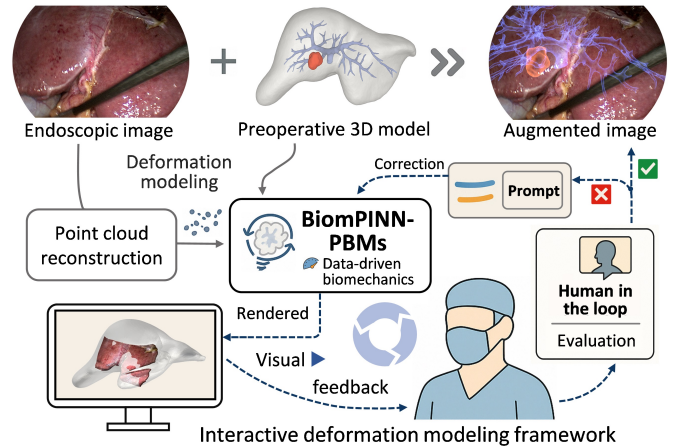 Endoscopic image
Preoperative 3D model
Augmented image
Deformation
modeling
Correction
Prompt
Point cloud
reconstruction
BiomPINN-
PBMs
Data-driven
biomechanics
Human in
the loop
Evaluation
Rendered
Visual
feedback
Interactive deformation modeling framework